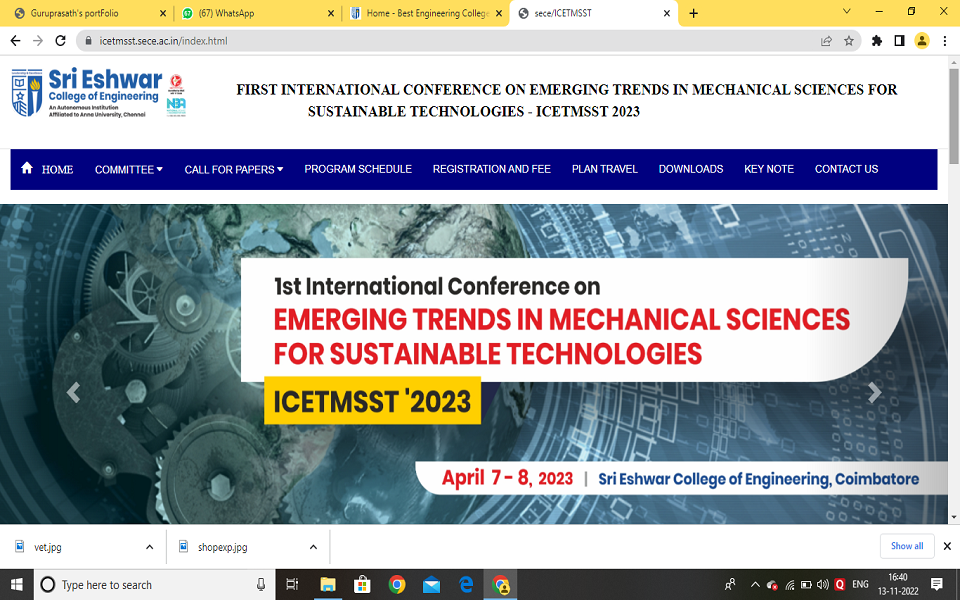 Guruprasath's portFolio
(67) WhatsApp
Home - Best Engineering College
sece/ICETMSST
icetmsst.sece.ac.in/index.html
Sri Eshwar
College of Engineering
An Autonomous Institution
Affiliated to Anna University, Chennai
NBA
FIRST INTERNATIONAL CONFERENCE ON EMERGING TRENDS IN MECHANICAL SCIENCES FOR
SUSTAINABLE TECHNOLOGIES - ICETMSST 2023
HOME COMMITTEE CALL FOR PAPERS PROGRAM SCHEDULE REGISTRATION AND FEE PLAN TRAVEL DOWNLOADS KEY NOTE CONTACT US
1st International Conference on
EMERGING TRENDS IN MECHANICAL SCIENCES
FOR SUSTAINABLE TECHNOLOGIES
ICETMSST '2023
April 7 - 8, 2023 | Sri Eshwar College of Engineering, Coimbatore
vet.jpg
shopexp.jpg
Show all
Type here to search
ENG
16:40
13-11-2022